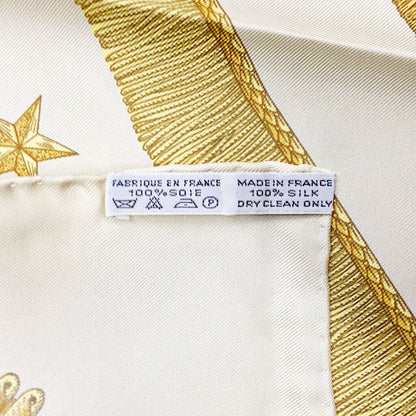 FABRIQUE EN FRANCE
100% SOIE
P
MADE IN FRANCE
100% SILK
DRY CLEAN ONLY